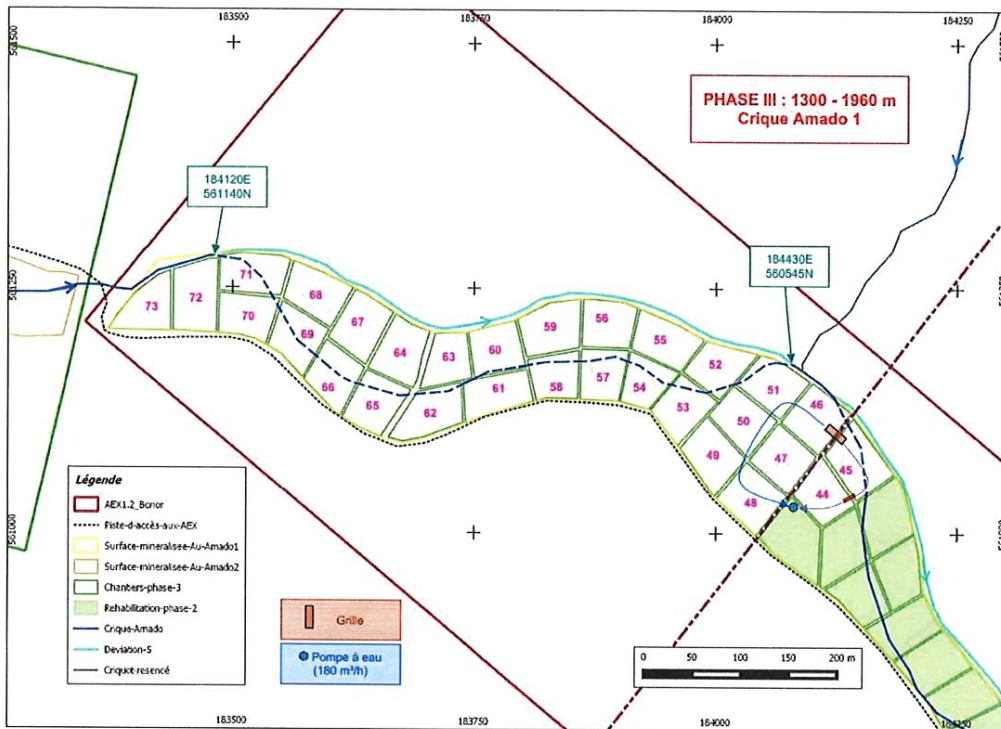 183500
183750
184000
184250
561500
PHASE III : 1300 - 1960 m
Crique Amado 1
184120E
561140N
184430E
560545N
561250
71
68
73
72
70
67
69
64
63
60
59
56
55
52
66
65
62
61
58
57
54
53
51
46
50
49
47
45
48
44
Légende
AEX1.2_Bonor
Piste-d-accès-aux-AEX
Surface-mineralisee-Au-Amado1
Surface-mineralisee-Au-Amado2
Chantiers-phase-3
Rehabilitation-phase-2
Crique-Amado
Deviation-5
Criquet-resencé
561000
561000
Grille
Pompe à eau
(180 m³/h)
0 50 100 150 200 m
183500
183750
184000
184250